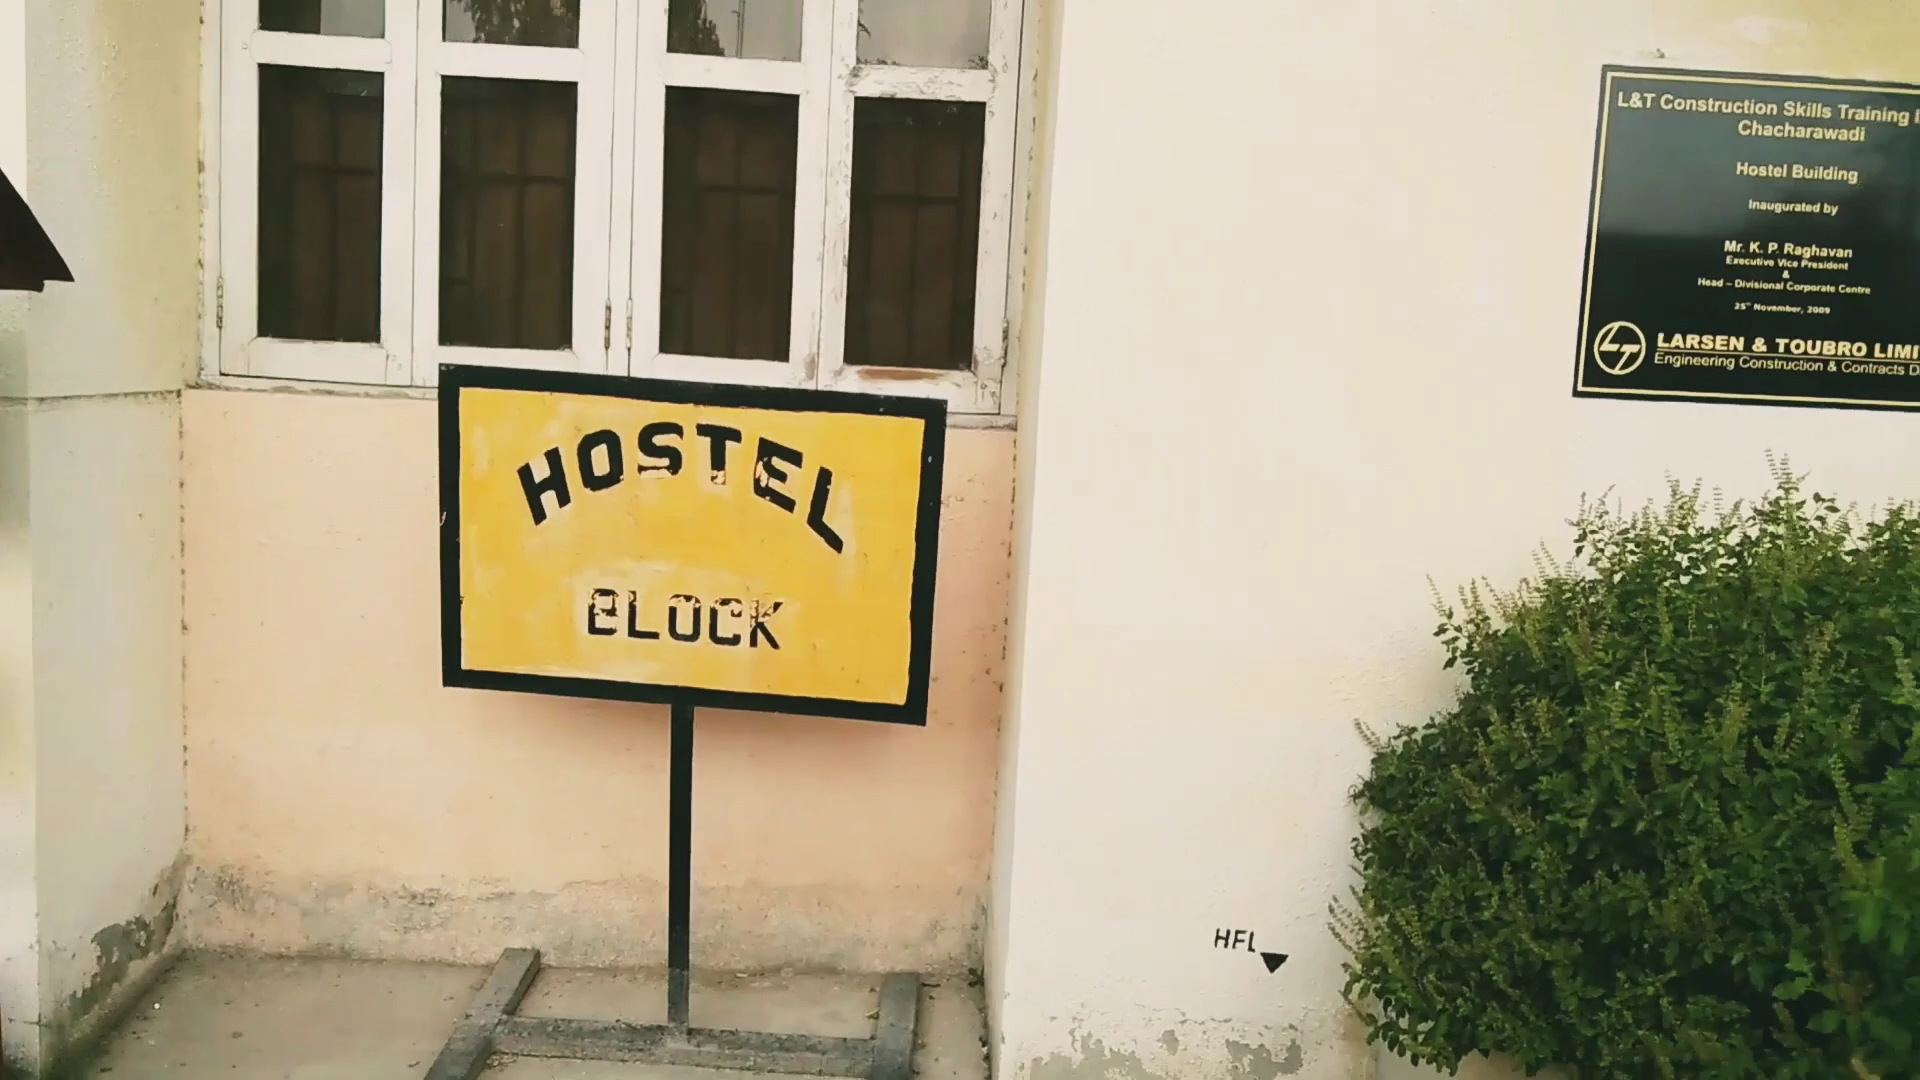 HOSTEL
BLOCK
L&T Construction Skills Training
Chacharawadi
Hostel Building
Inaugurated by
Mr. K. P. Raghavan
Executive Vice President
&
Head – Divisional Corporate Centre
25th November, 2009
LT
LARSEN & TOUBRO
Engineering Construction & Contracts
HFL